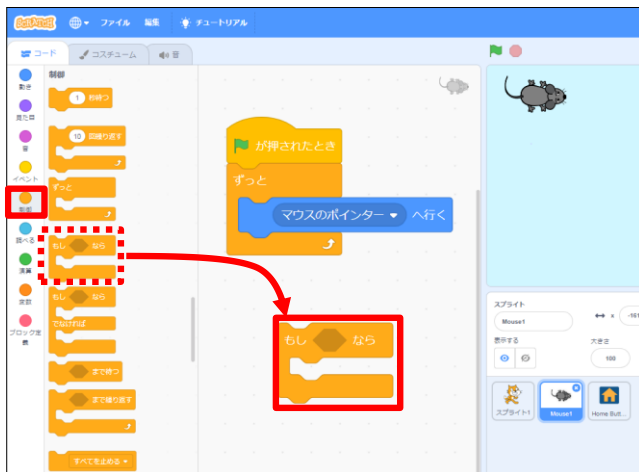 SCRATCH
ファイル 編集 チュートリアル
コード コスチューム 音
動き
見た目
音
イベント
制御
調べる
演算
変数
ブロック定義
制御
1 秒待つ
10 回繰り返す
ずっと
もし なら
もし なら
でなければ
まで待つ
まで繰り返す
すべてを止める
が押されたとき
ずっと
マウスのポインター へ行く
もし なら
スプライト
Mouse1
x -161
表示する 大きさ
100
スプライト1 Mouse1 Home Butt...